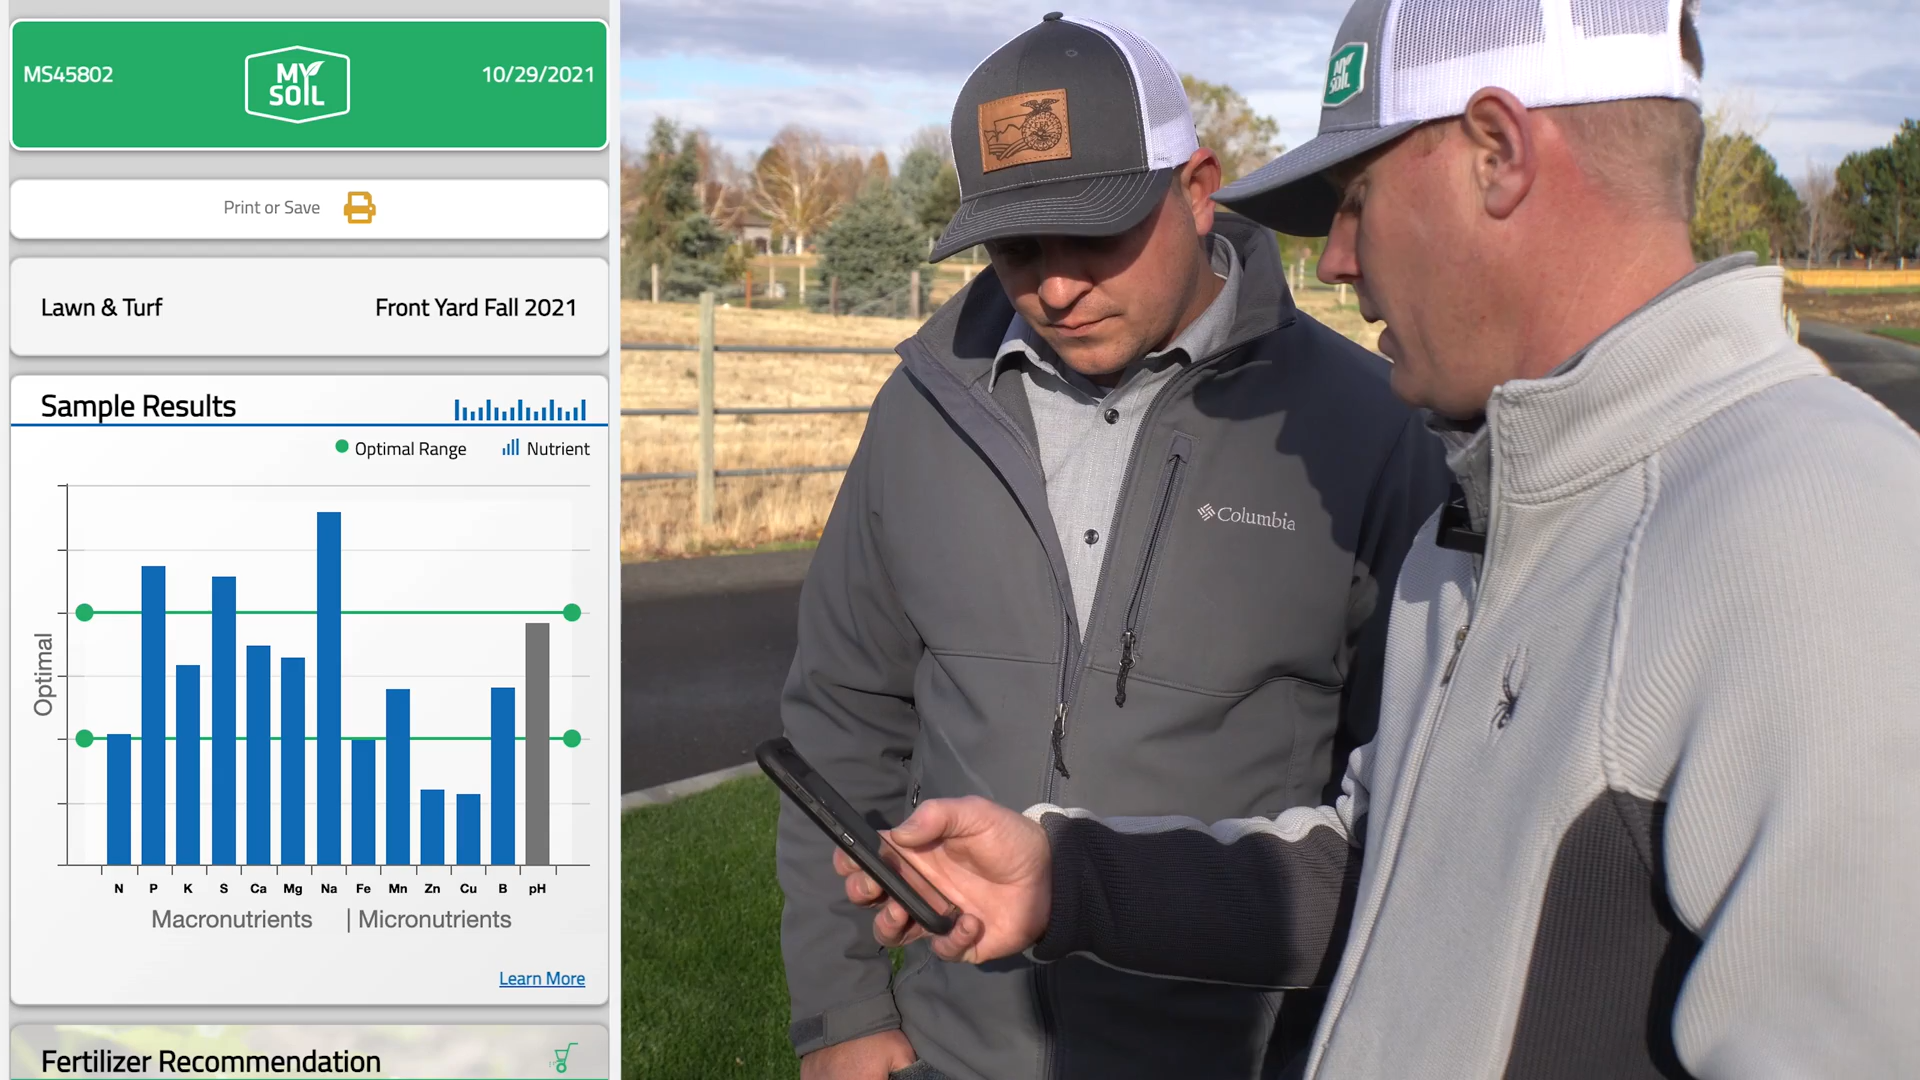 MS45802
MY
SOIL
10/29/2021
Print or Save
Lawn & Turf
Front Yard Fall 2021
Sample Results
Optimal Range
Nutrient
Optimal
N P K S Ca Mg Na Fe Mn Zn Cu B pH
Macronutrients | Micronutrients
Learn More
Fertilizer Recommendation
MY
SOIL
Columbia